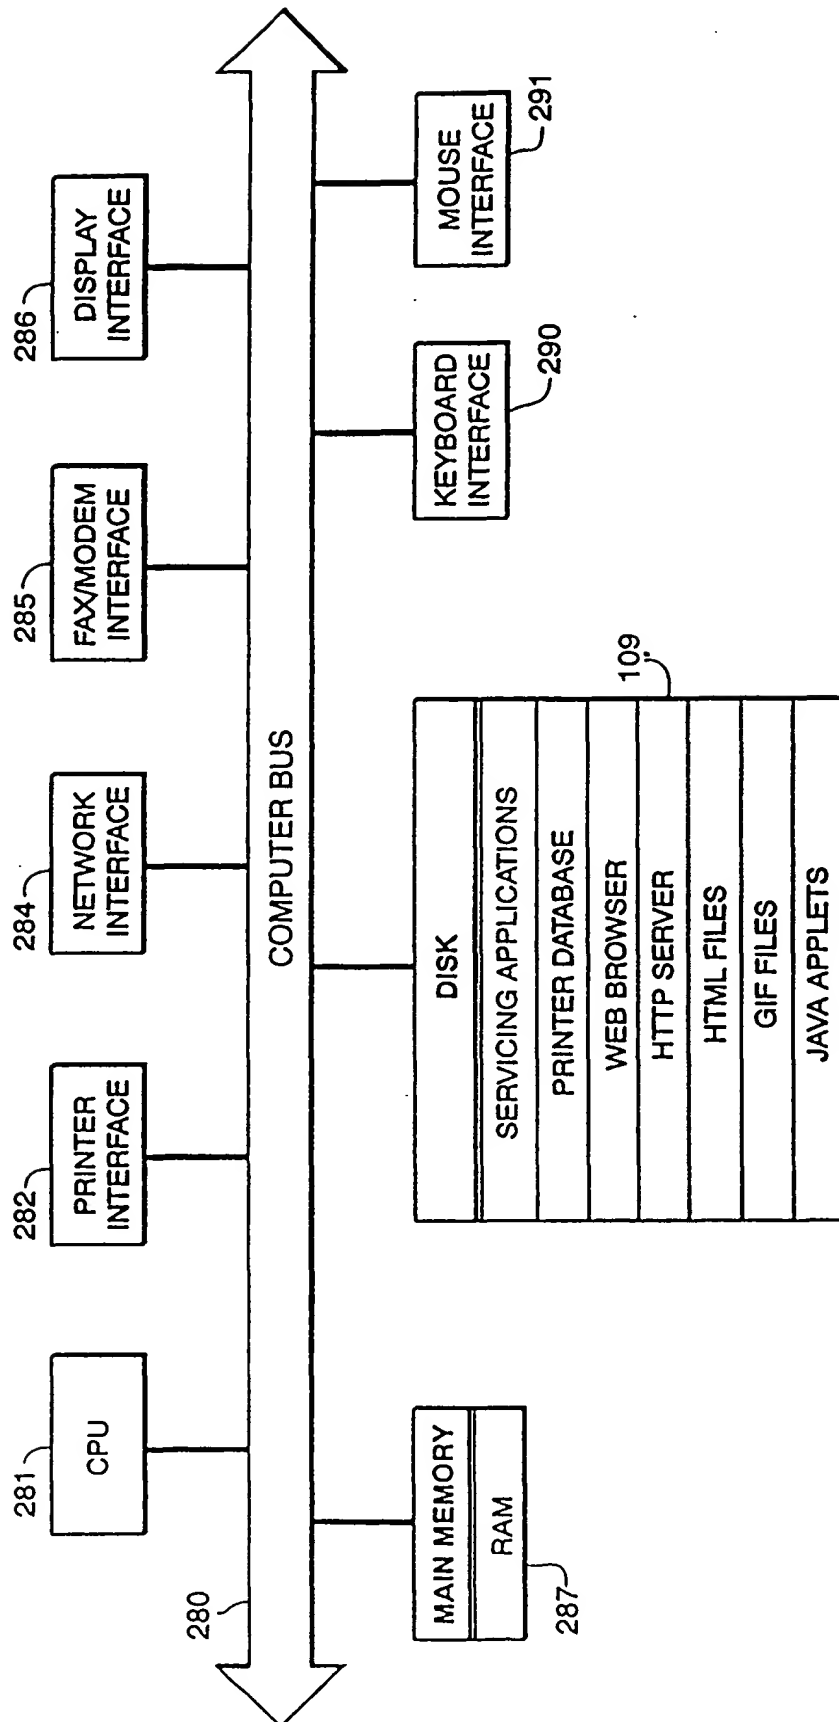 281
CPU
282
PRINTER
INTERFACE
284
NETWORK
INTERFACE
285
FAX/MODEM
INTERFACE
286
DISPLAY
INTERFACE
280
COMPUTER BUS
MAIN MEMORY
RAM
287
DISK
SERVICING APPLICATIONS
PRINTER DATABASE
WEB BROWSER
HTTP SERVER
HTML FILES
GIF FILES
JAVA APPLETS
109
KEYBOARD
INTERFACE
290
MOUSE
INTERFACE
291